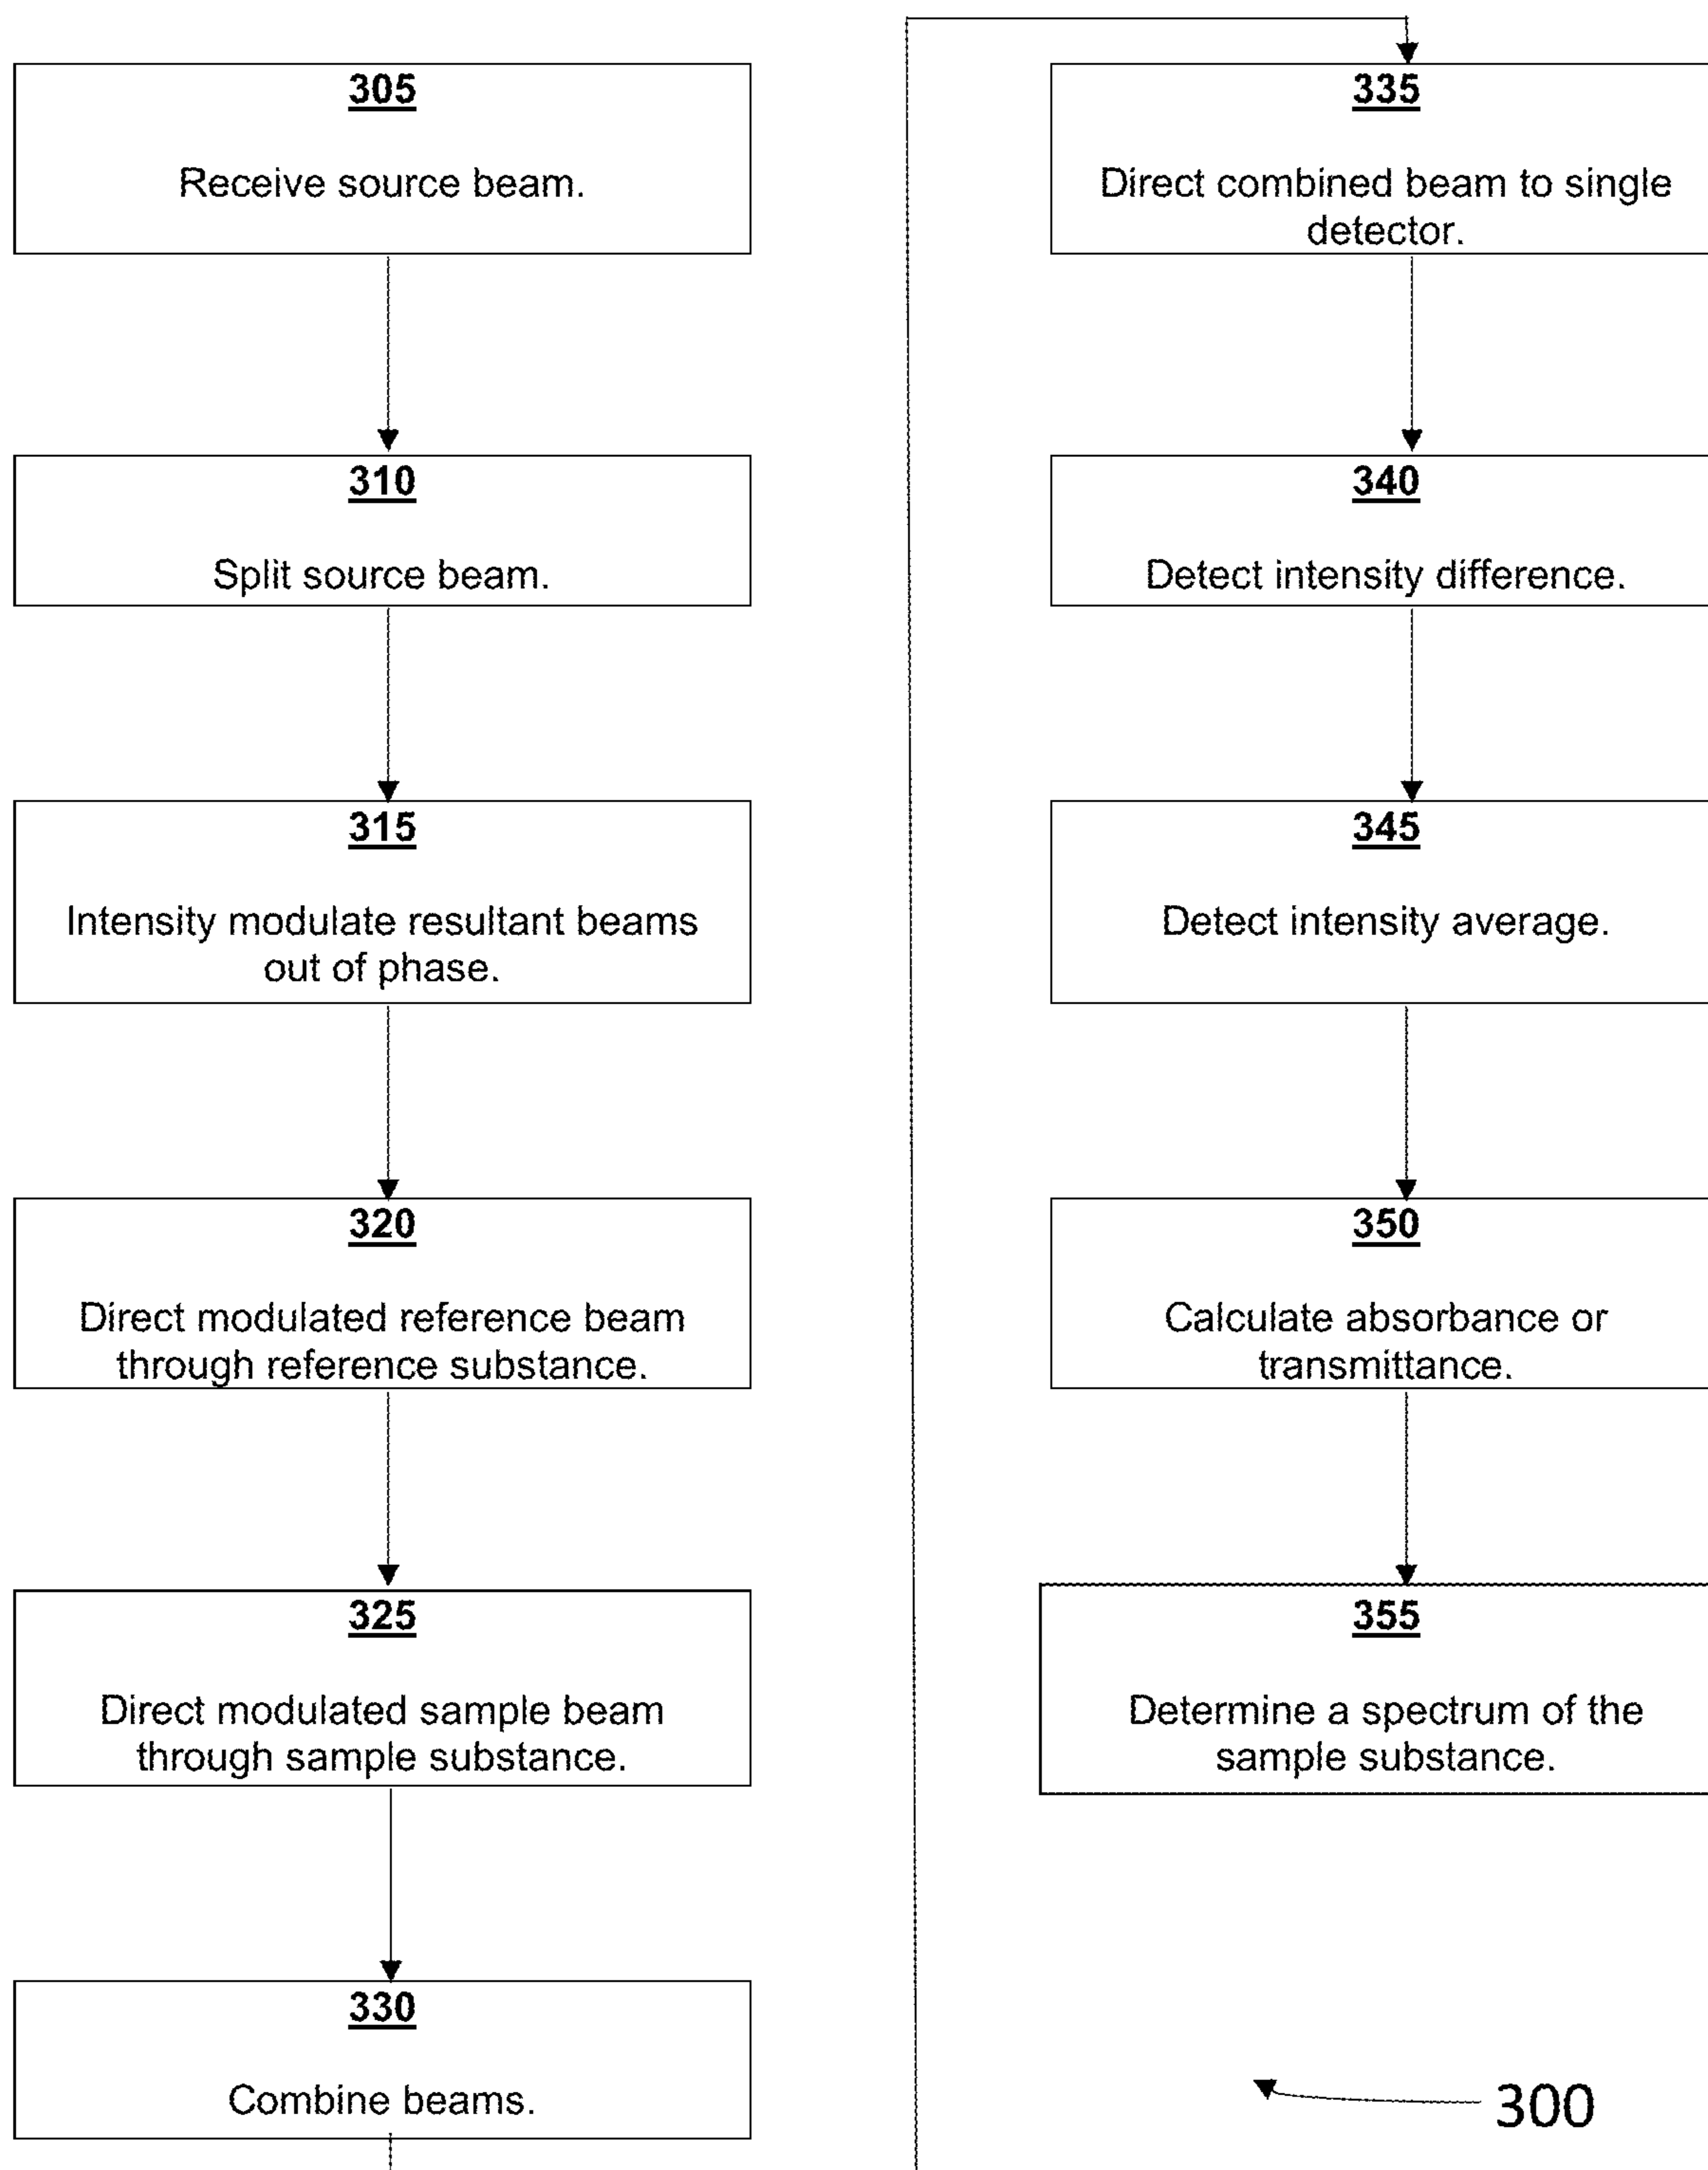 305
Receive source beam.
310
Split source beam.
315
Intensity modulate resultant beams
out of phase.
320
Direct modulated reference beam
through reference substance.
325
Direct modulated sample beam
through sample substance.
330
Combine beams.
335
Direct combined beam to single
detector.
340
Detect intensity difference.
345
Detect intensity average.
350
Calculate absorbance or
transmittance.
355
Determine a spectrum of the
sample substance.
300